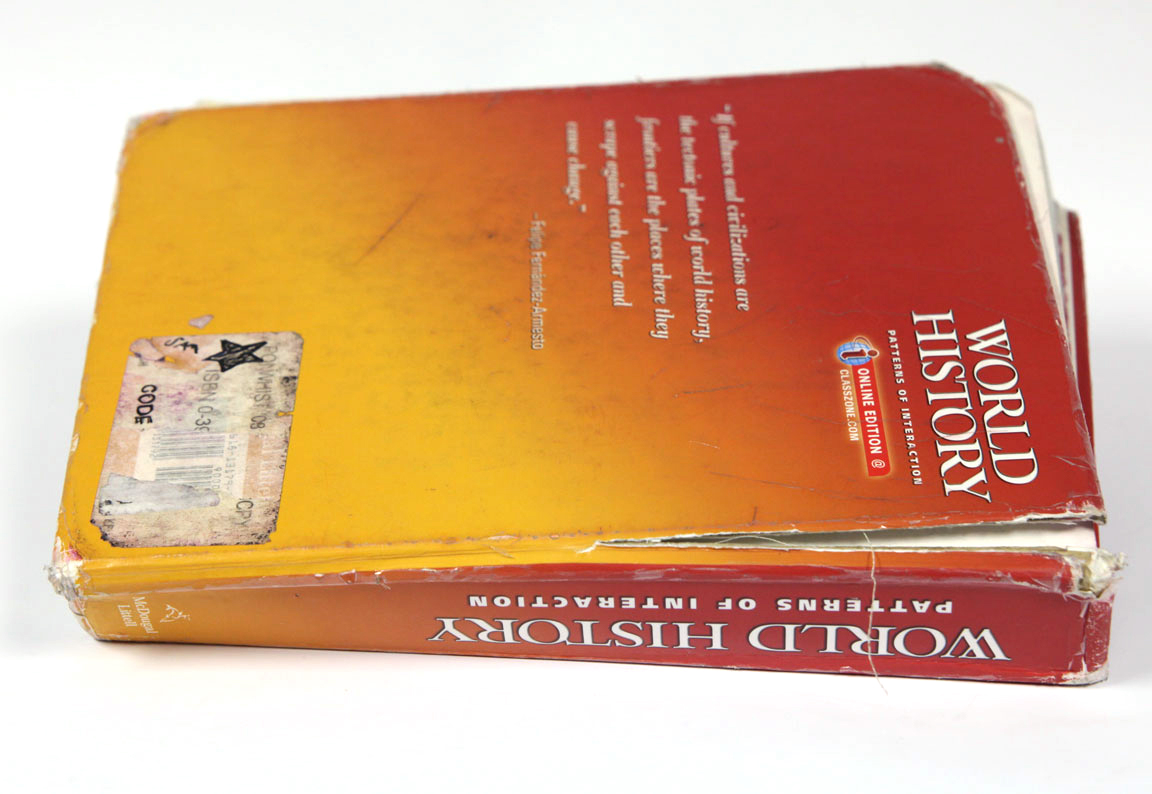 WORLD
HISTORY
PATTERNS OF INTERACTION
ONLINE EDITION @
CLASSZONE.COM
"If cultures and civilizations are
the tectonic plates of world history,
frontiers are the places where they
scrape against each other and
cause change."
-Felipe Fernández-Armesto
SF
ISBN 0-
CODE
WORLD HISTORY
PATTERNS OF INTERACTION
McDougal
Littell